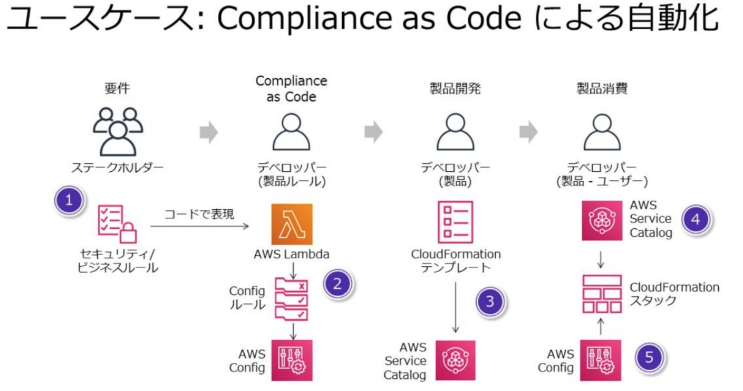 ユースケース: Compliance as Code による自動化
要件
Compliance
as Code
製品開発
製品消費
ステークホルダー
デベロッパー
(製品ルール)
デベロッパー
(製品)
デベロッパー
(製品 - ユーザー)
1
コードで表現
セキュリティ/
ビジネスルール
AWS Lambda
2
Config
ルール
AWS
Config
CloudFormation
テンプレート
3
AWS
Service
Catalog
AWS
Service
Catalog
4
CloudFormation
スタック
AWS
Config
5